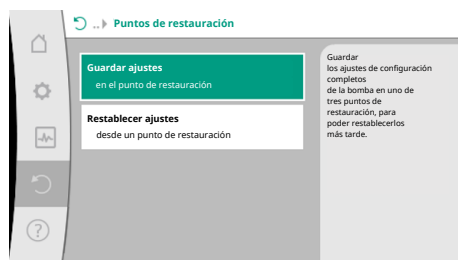 ..▸ Puntos de restauración
Guardar ajustes
en el punto de restauración
Restablecer ajustes
desde un punto de restauración
Guardar
los ajustes de configuración
completos
de la bomba en uno de
tres puntos de
restauración, para
poder restablecerlos
más tarde.
?